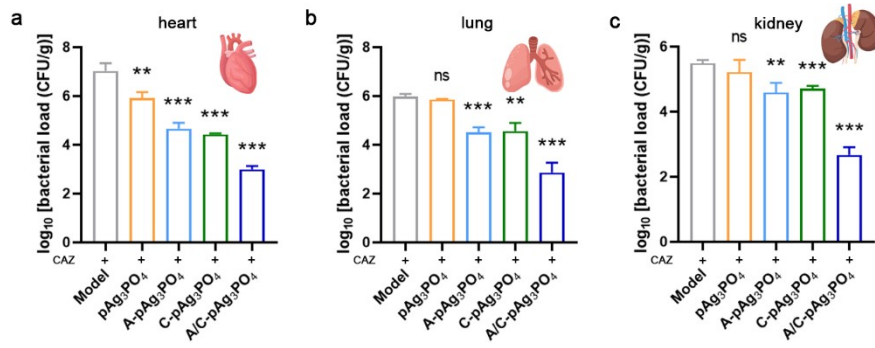 a
heart
log₁₀ [bacterial load (CFU/g)]
8
6
4
2
0
**
***
***
***
CAZ + + + + +
Model
pAg₃PO₄
A-pAg₃PO₄
C-pAg₃PO₄
A/C-pAg₃PO₄
b
lung
log₁₀ [bacterial load (CFU/g)]
8
6
4
2
0
ns
***
**
***
CAZ + + + + +
Model
pAg₃PO₄
A-pAg₃PO₄
C-pAg₃PO₄
A/C-pAg₃PO₄
c
kidney
log₁₀ [bacterial load (CFU/g)]
6
4
2
0
ns
**
***
***
CAZ + + + + +
Model
pAg₃PO₄
A-pAg₃PO₄
C-pAg₃PO₄
A/C-pAg₃PO₄